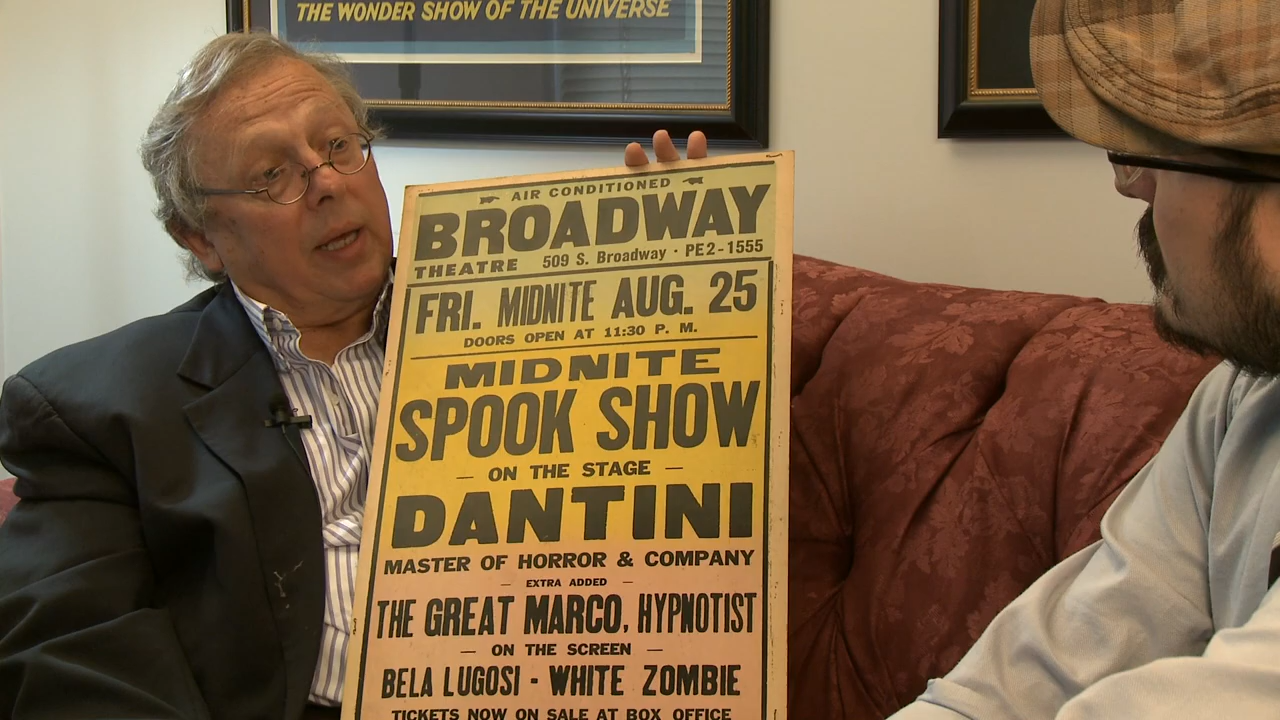 THE WONDER SHOW OF THE UNIVERSE
AIR CONDITIONED
BROADWAY
THEATRE 509 S. Broadway · PE2-1555
FRI. MIDNITE AUG. 25
DOORS OPEN AT 11:30 P. M.
MIDNITE
SPOOK SHOW
— ON THE STAGE —
DANTINI
MASTER OF HORROR & COMPANY
— EXTRA ADDED —
THE GREAT MARCO, HYPNOTIST
— ON THE SCREEN —
BELA LUGOSI - WHITE ZOMBIE
TICKETS NOW ON SALE AT BOX OFFICE